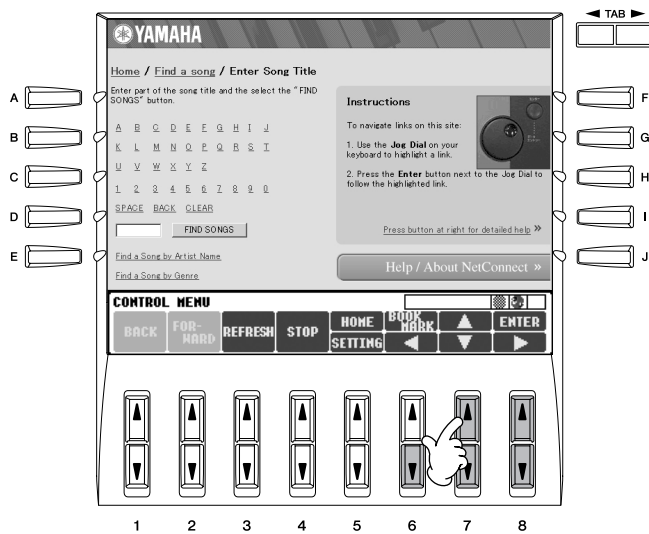 ◄ TAB ►
YAMAHA
Home / Find a song / Enter Song Title
Enter part of the song title and the select the "FIND
SONGS" button.
A B C D E F G H I J
K L M N O P Q R S T
U V W X Y Z
1 2 3 4 5 6 7 8 9 0
SPACE BACK CLEAR
FIND SONGS
Find a Song by Artist Name
Find a Song by Genre
Instructions
To navigate links on this site:
1. Use the Jog Dial on your
keyboard to highlight a link.
2. Press the Enter button next to the Jog Dial to
follow the highlighted link.
Press button at right for detailed help »
Help / About NetConnect »
A
B
C
D
E
F
G
H
I
J
CONTROL MENU
BACK
FOR-
WARD
REFRESH
STOP
HOME
SETTING
BOOK
MARK
▲
▼
◄
ENTER
►
1 2 3 4 5 6 7 8